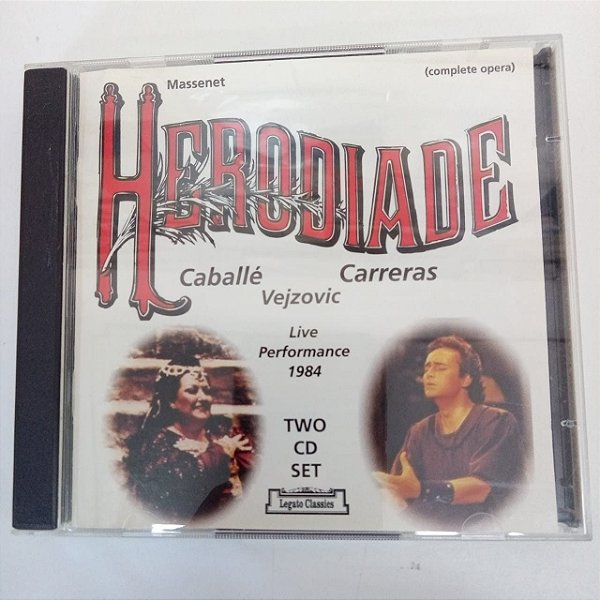 Massenet
(complete opera)
HERODIADE
Caballé
Carreras
Vejzovic
Live
Performance
1984
TWO
CD
SET
Legato Classics